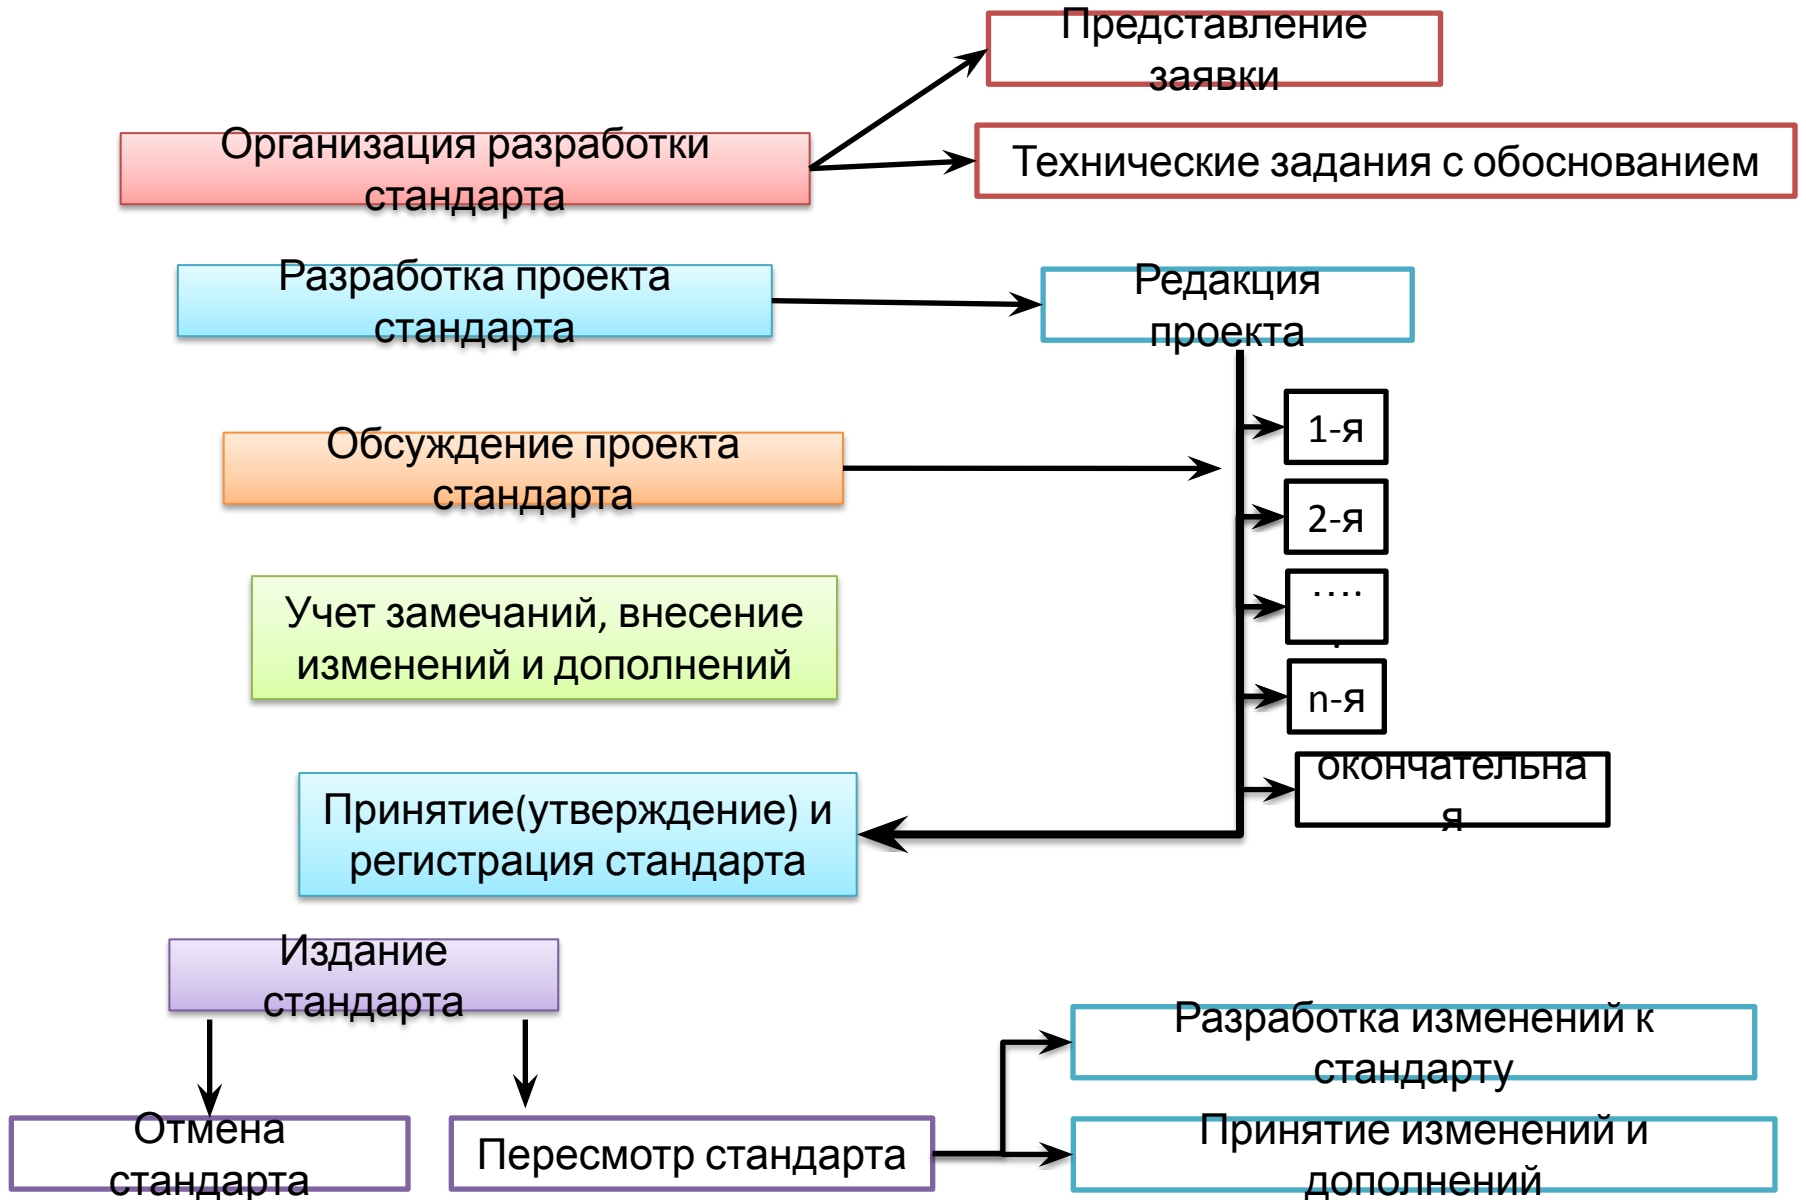 Представление
заявки
Организация разработки
стандарта
Технические задания с обоснованием
Разработка проекта
стандарта
Редакция
проекта
1-я
Обсуждение проекта
стандарта
2-я
Учет замечаний, внесение
изменений и дополнений
....
.
n-я
окончательна
я
Принятие(утверждение) и
регистрация стандарта
Издание
стандарта
Разработка изменений к
стандарту
Отмена
стандарта
Пересмотр стандарта
Принятие изменений и
дополнений